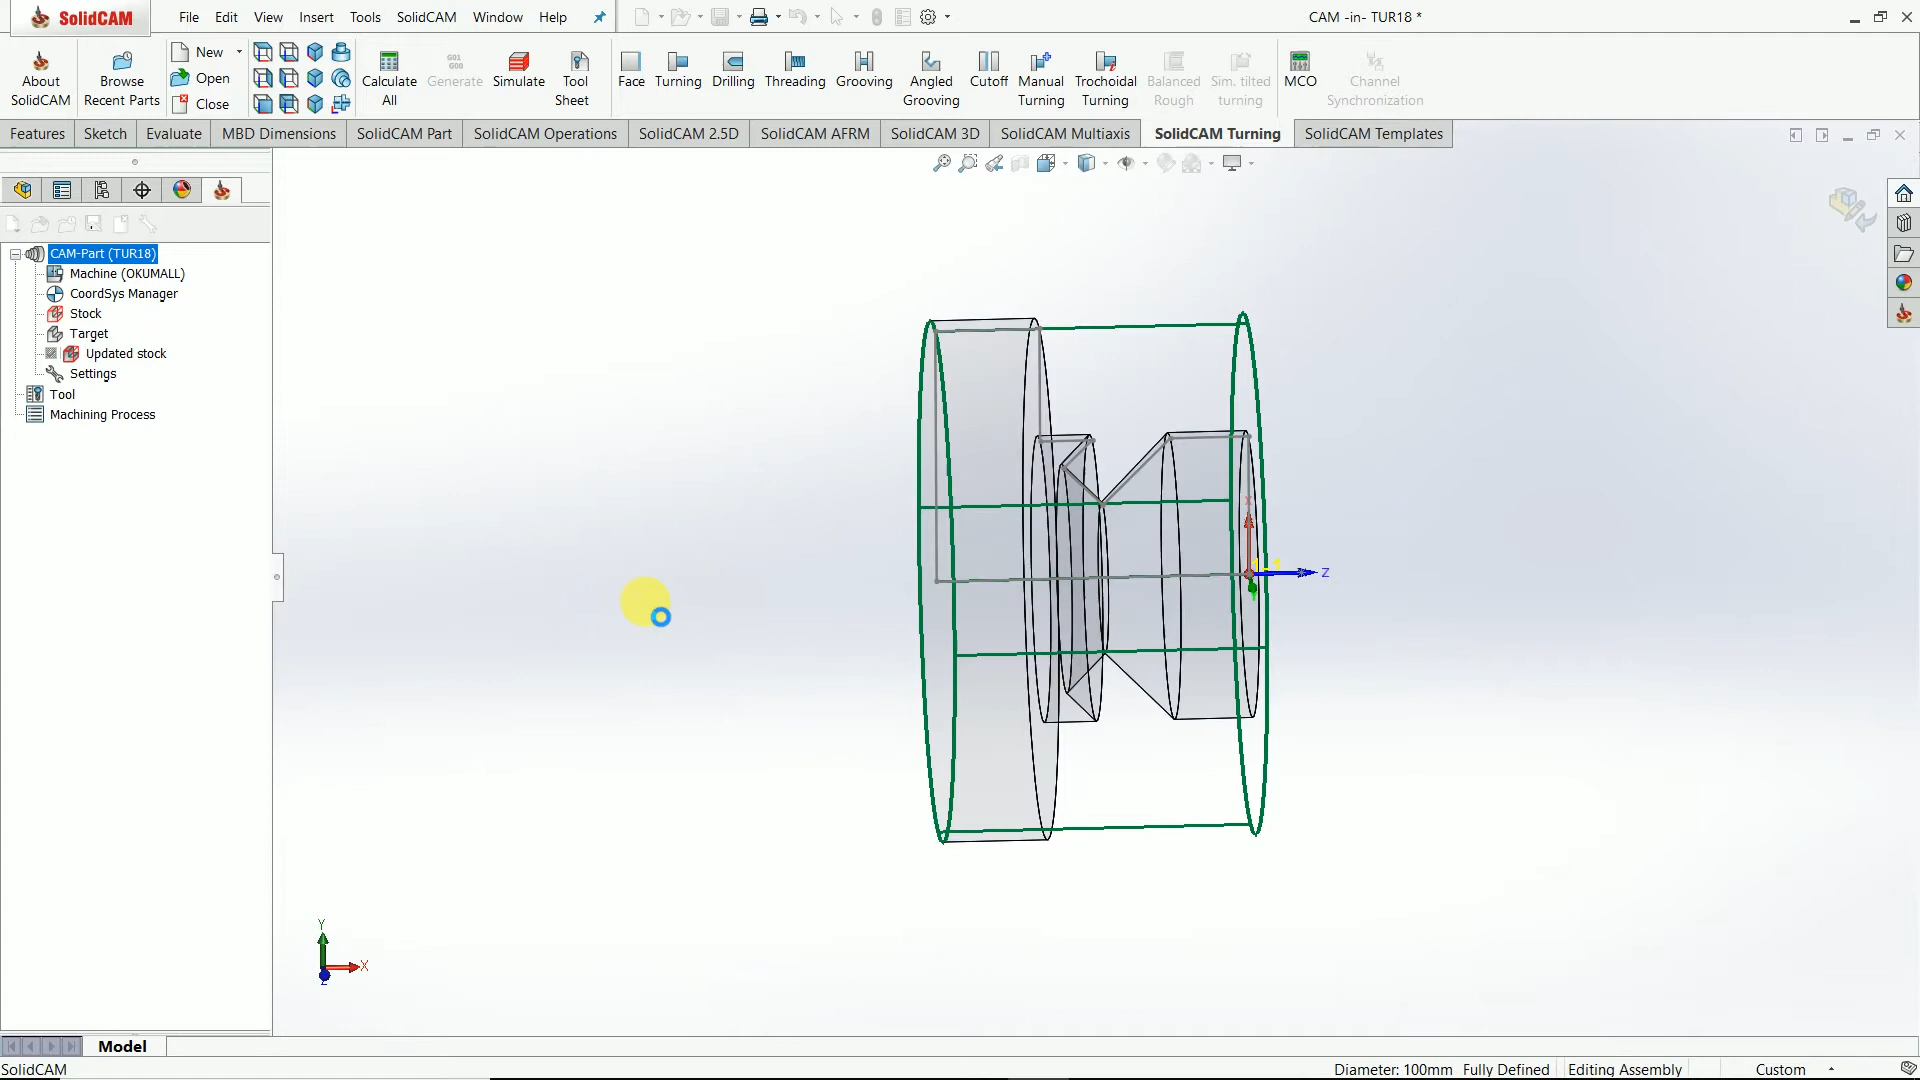 SolidCAM File Edit View Insert Tools SolidCAM Window Help CAM -in- TUR18 *
About SolidCAM
Browse Recent Parts
New
Open
Close
Calculate All
G01 G00
Generate
Simulate
Tool Sheet
Face
Turning
Drilling
Threading
Grooving
Angled Grooving
Cutoff
Manual Turning
Trochoidal Turning
Balanced Rough
Sim. tilted turning
MCO
Channel Synchronization
Features Sketch Evaluate MBD Dimensions SolidCAM Part SolidCAM Operations SolidCAM 2.5D SolidCAM AFRM SolidCAM 3D SolidCAM Multiaxis SolidCAM Turning SolidCAM Templates
CAM-Part (TUR18)
Machine (OKUMALL)
CoordSys Manager
Stock
Target
Updated stock
Settings
Tool
Machining Process
X
Z
Y
X
Z
Model
SolidCAM Diameter: 100mm Fully Defined Editing Assembly Custom